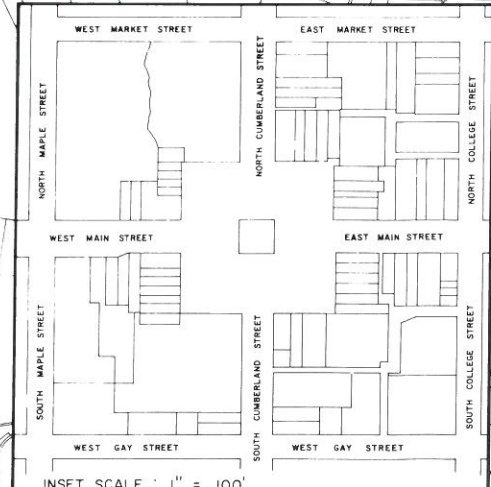 WEST MARKET STREET
EAST MARKET STREET
NORTH MAPLE STREET
NORTH CUMBERLAND STREET
NORTH COLLEGE STREET
WEST MAIN STREET
EAST MAIN STREET
SOUTH MAPLE STREET
SOUTH CUMBERLAND STREET
SOUTH COLLEGE STREET
WEST GAY STREET
WEST GAY STREET
INSET SCALE : 1" = 100'